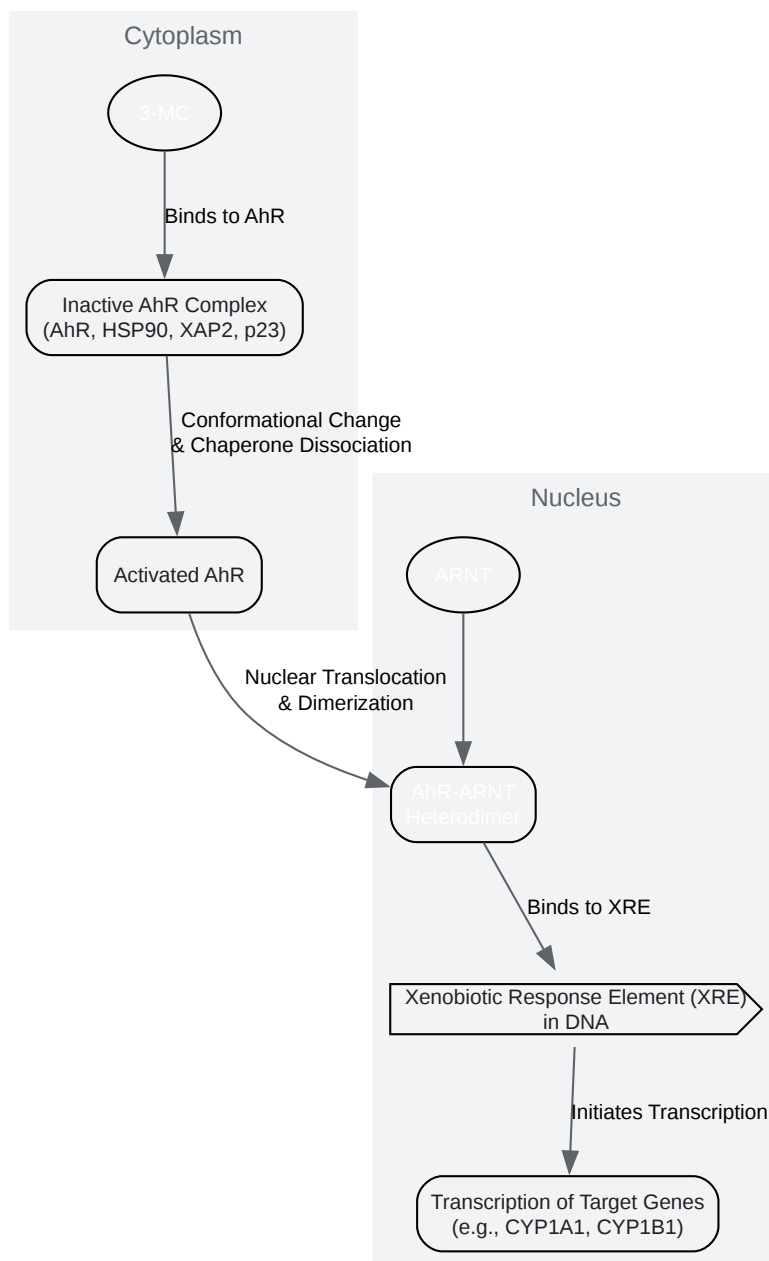 Cytoplasm
3-MC
Binds to AhR
Inactive AhR Complex
(AhR, HSP90, XAP2, p23)
Conformational Change
& Chaperone Dissociation
Activated AhR
Nucleus
ARNT
Nuclear Translocation
& Dimerization
AhR-ARNT
Heterodimer
Binds to XRE
Xenobiotic Response Element (XRE)
in DNA
Initiates Transcription
Transcription of Target Genes
(e.g., CYP1A1, CYP1B1)